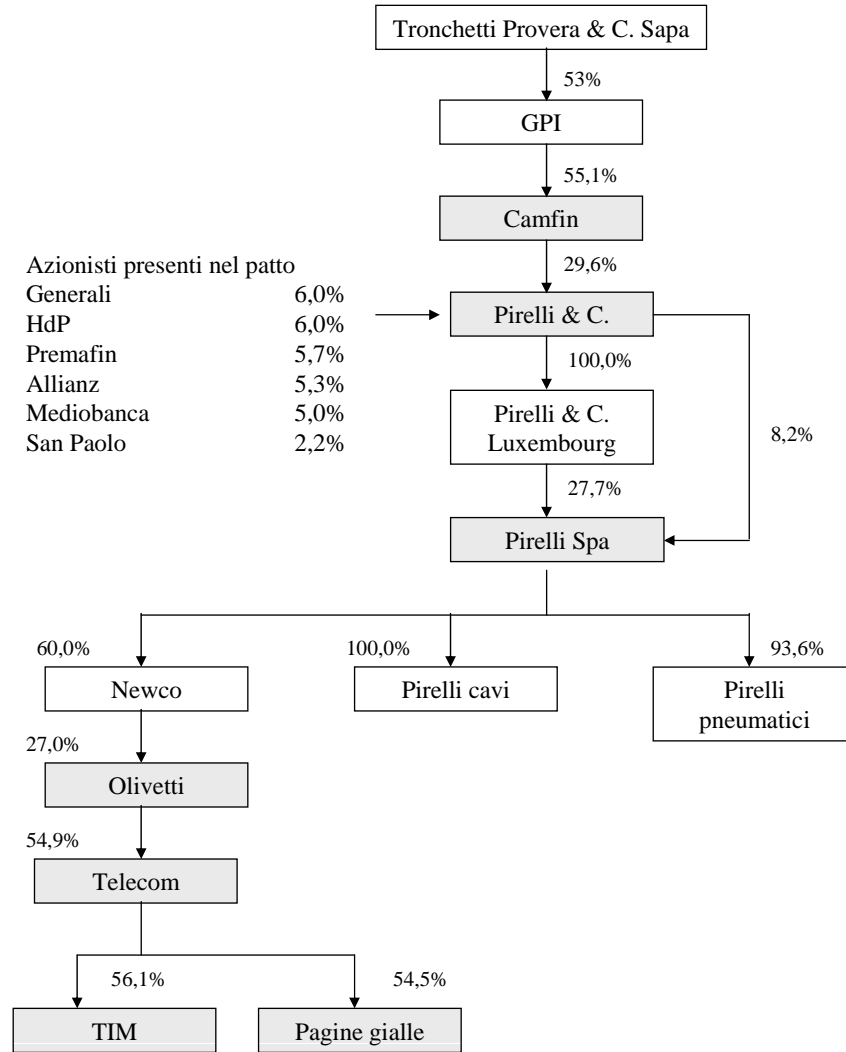 Tronchetti Provera & C. Sapa
53%
GPI
55,1%
Camfin
29,6%
Azionisti presenti nel patto
Generali 6,0%
HdP 6,0%
Premafin 5,7%
Allianz 5,3%
Mediobanca 5,0%
San Paolo 2,2%
Pirelli & C.
100,0%
Pirelli & C.
Luxembourg
8,2%
27,7%
Pirelli Spa
60,0% 100,0% 93,6%
Newco Pirelli cavi Pirelli
pneumatici
27,0%
Olivetti
54,9%
Telecom
56,1% 54,5%
TIM Pagine gialle